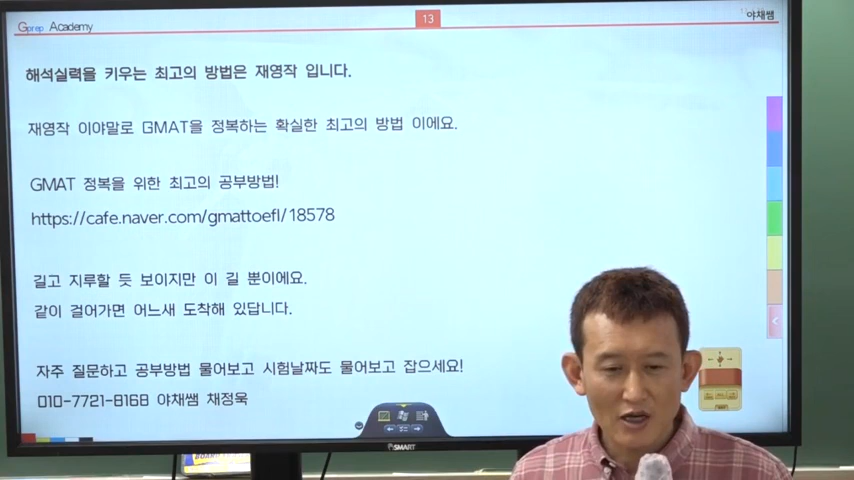 Gprep Academy
13
야채쌤
해석실력을 키우는 최고의 방법은 재영작 입니다.
재영작 이야말로 GMAT을 정복하는 확실한 최고의 방법 이에요.
GMAT 정복을 위한 최고의 공부방법!
https://cafe.naver.com/gmattoefl/18578
길고 지루할 듯 보이지만 이 길 뿐이에요.
같이 걸어가면 어느새 도착해 있답니다.
자주 질문하고 공부방법 물어보고 시험날짜도 물어보고 잡으세요!
010-7721-8168 야채쌤 채정욱
SMART